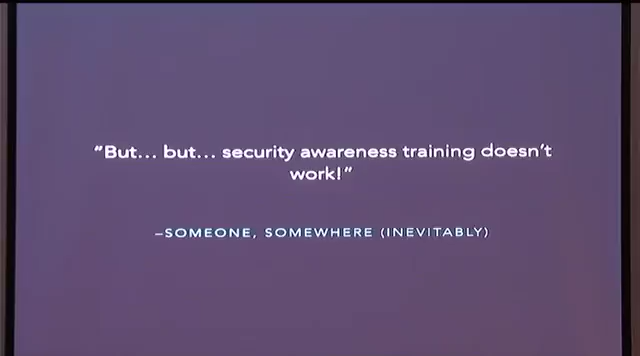 “But... but... security awareness training doesn’t
work!”
–SOMEONE, SOMEWHERE (INEVITABLY)